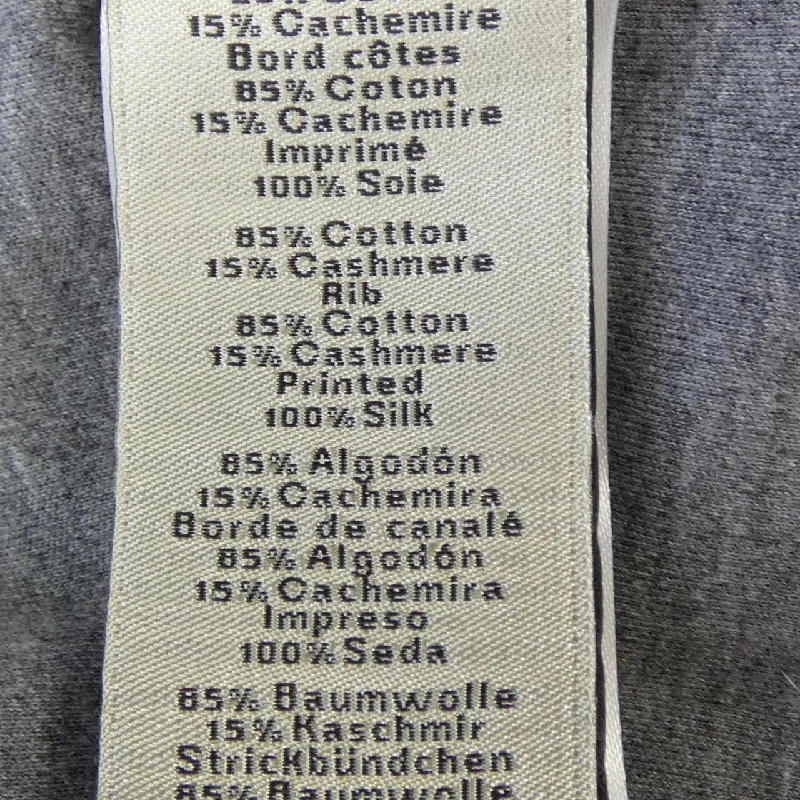 15% Cachemire
Bord côtes
85% Coton
15% Cachemire
Imprimé
100% Soie
85% Cotton
15% Cashmere
Rib
85% Cotton
15% Cashmere
Printed
100% Silk
85% Algodón
15% Cachemira
Borde de canalé
85% Algodón
15% Cachemira
Impreso
100% Seda
85% Baumwolle
15% Kaschmir
Strickbündchen
85% Baumwolle